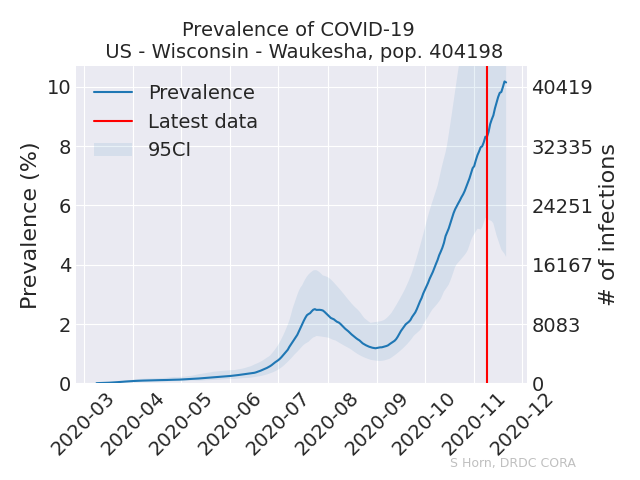 Prevalence of COVID-19
US - Wisconsin - Waukesha, pop. 404198
Prevalence
Latest data
95CI
Prevalence (%)
10
8
6
4
2
0
40419
32335
24251
16167
8083
0
# of infections
2020-03
2020-04
2020-05
2020-06
2020-07
2020-08
2020-09
2020-10
2020-11
2020-12
S Horn, DRDC CORA